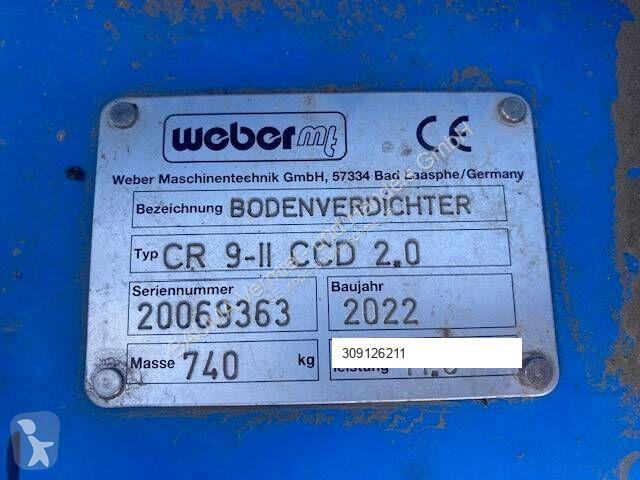 weber mt CE
Weber Maschinentechnik GmbH, 57334 Bad Laasphe/Germany
Bezeichnung BODENVERDICHTER
Typ CR 9-II CCD 2.0
Seriennummer Baujahr
20069363 2022
309126211
Masse 740 kg leistung